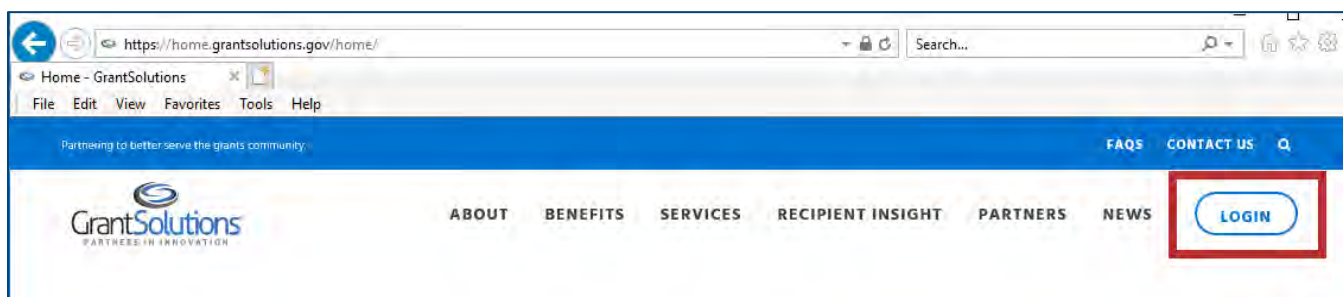 https://home.grantsolutions.gov/home/ Search...
Home - GrantSolutions
File Edit View Favorites Tools Help
Partnering to better serve the grants community. FAQS CONTACT US
GrantSolutions
PARTNERS IN INNOVATION
ABOUT BENEFITS SERVICES RECIPIENT INSIGHT PARTNERS NEWS LOGIN